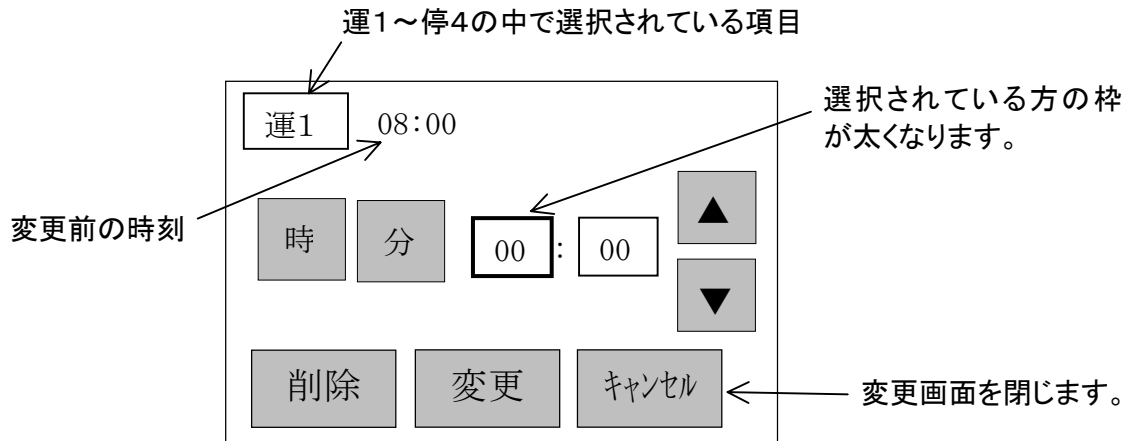 運1～停4の中で選択されている項目
選択されている方の枠
が太くなります。
運1
08:00
変更前の時刻
時
分
00
:
00
▲
▼
削除
変更
キャンセル
変更画面を閉じます。